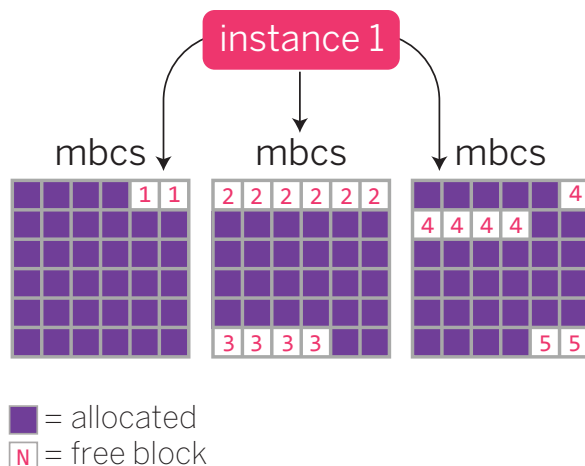 instance 1
mbcs mbcs mbcs
1 1 2 2 2 2 2 2 4
4 4 4 4
3 3 3 3 5 5
= allocated
N = free block